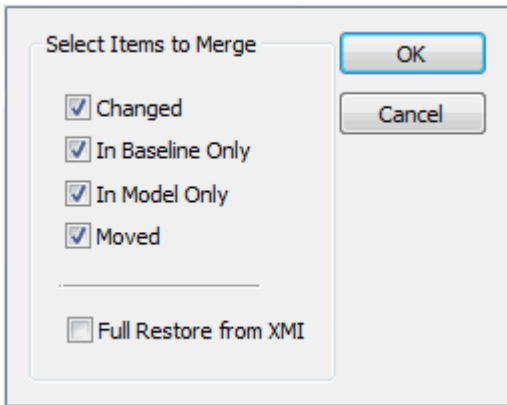 Select Items to Merge
OK
Cancel
Changed
In Baseline Only
In Model Only
Moved
Full Restore from XMI